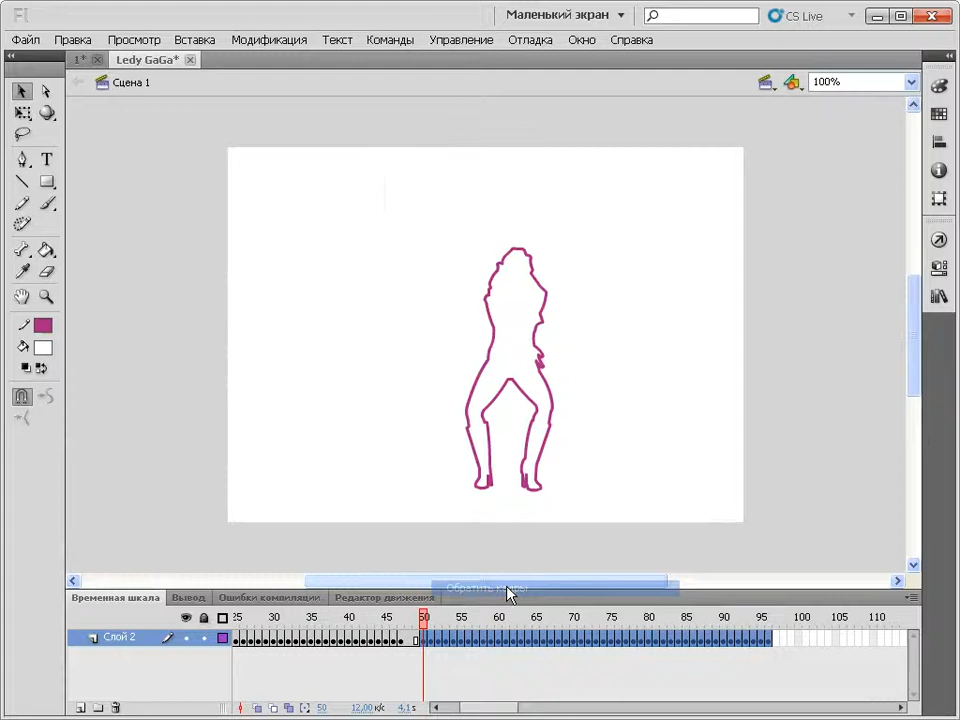 Fl
Маленький экран
CS Live
Файл Правка Просмотр Вставка Модификация Текст Команды Управление Отладка Окно Справка
1* Ledy GaGa*
Сцена 1
100%
Обратить кадры
Временная шкала Вывод Ошибки компиляции Редактор движения
25 30 35 40 45 50 55 60 65 70 75 80 85 90 95 100 105 110
Слой 2
50 12,00 к/с 4,1 s